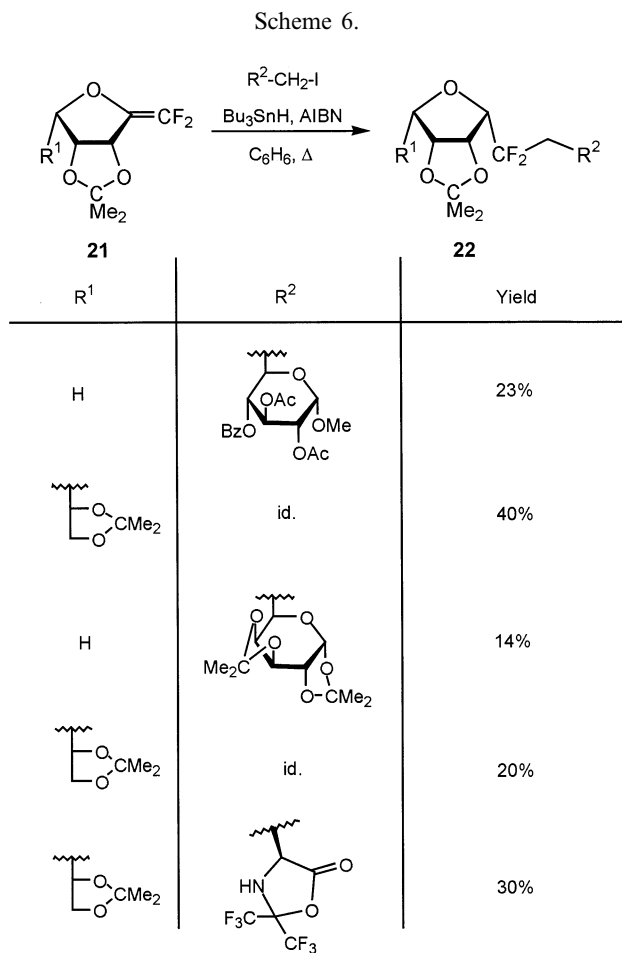 Scheme 6.
O
CF2
R1
O
O
C
Me2
21
R2-CH2-I
Bu3SnH, AIBN
C6H6, Δ
O
R1
CF2
R2
O
O
C
Me2
22
R1 R2 Yield
H
O
OAc
BzO
OMe
OAc
23%
O
CMe2
O
id.
40%
H
O
O
O
Me2C
O
O-C
Me2
14%
O
CMe2
O
id.
20%
O
CMe2
O
HN
O
O
F3C
CF3
30%